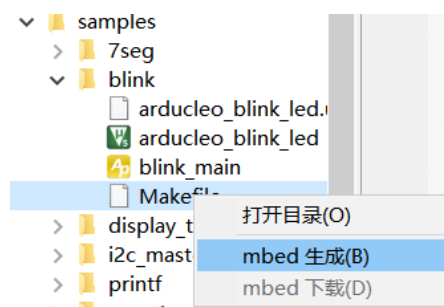 samples
7seg
blink
arducleo_blink_led.
arducleo_blink_led
blink_main
Makefile
打开目录(O)
display_t
mbed 生成(B)
i2c_mast
mbed 下载(D)
printf